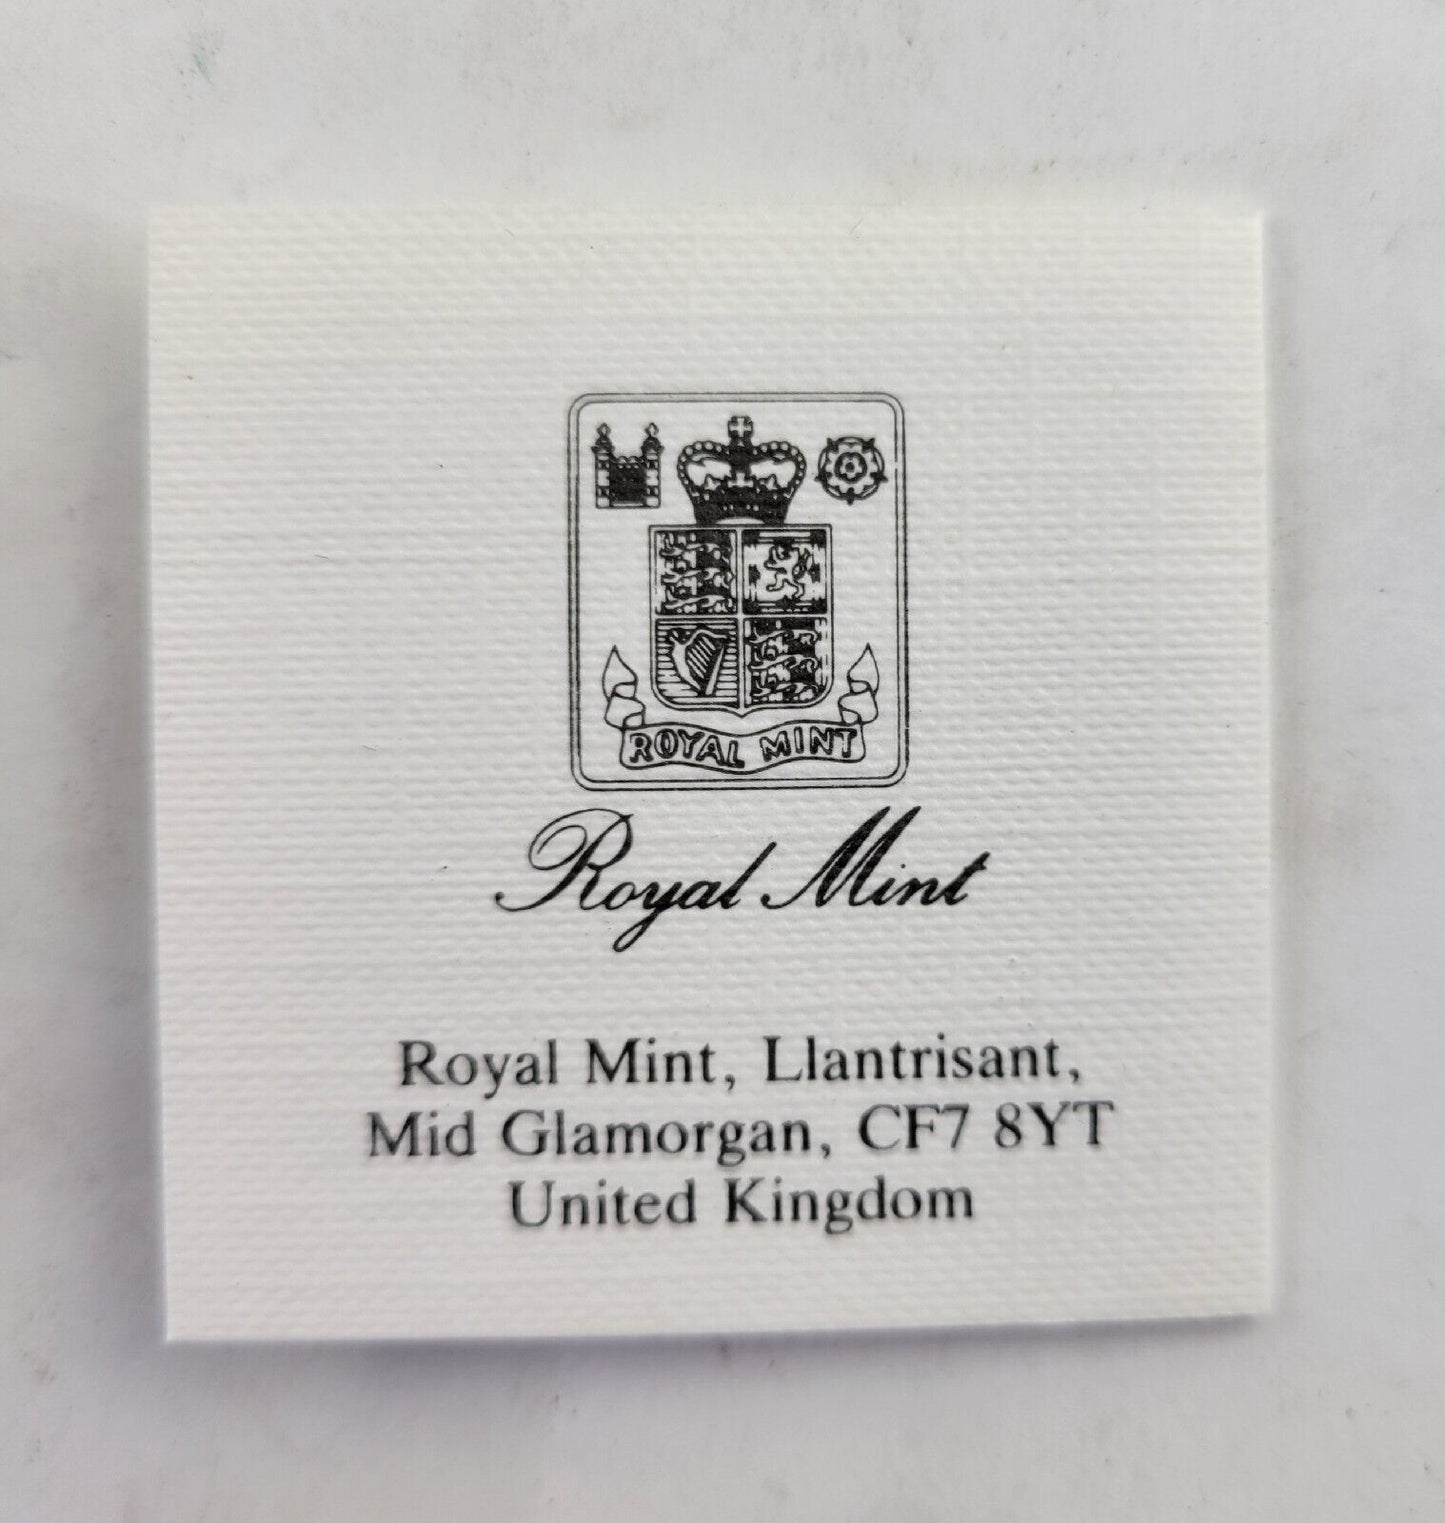 ROYAL MINT
Royal Mint
Royal Mint, Llantrisant,
Mid Glamorgan, CF7 8YT
United Kingdom